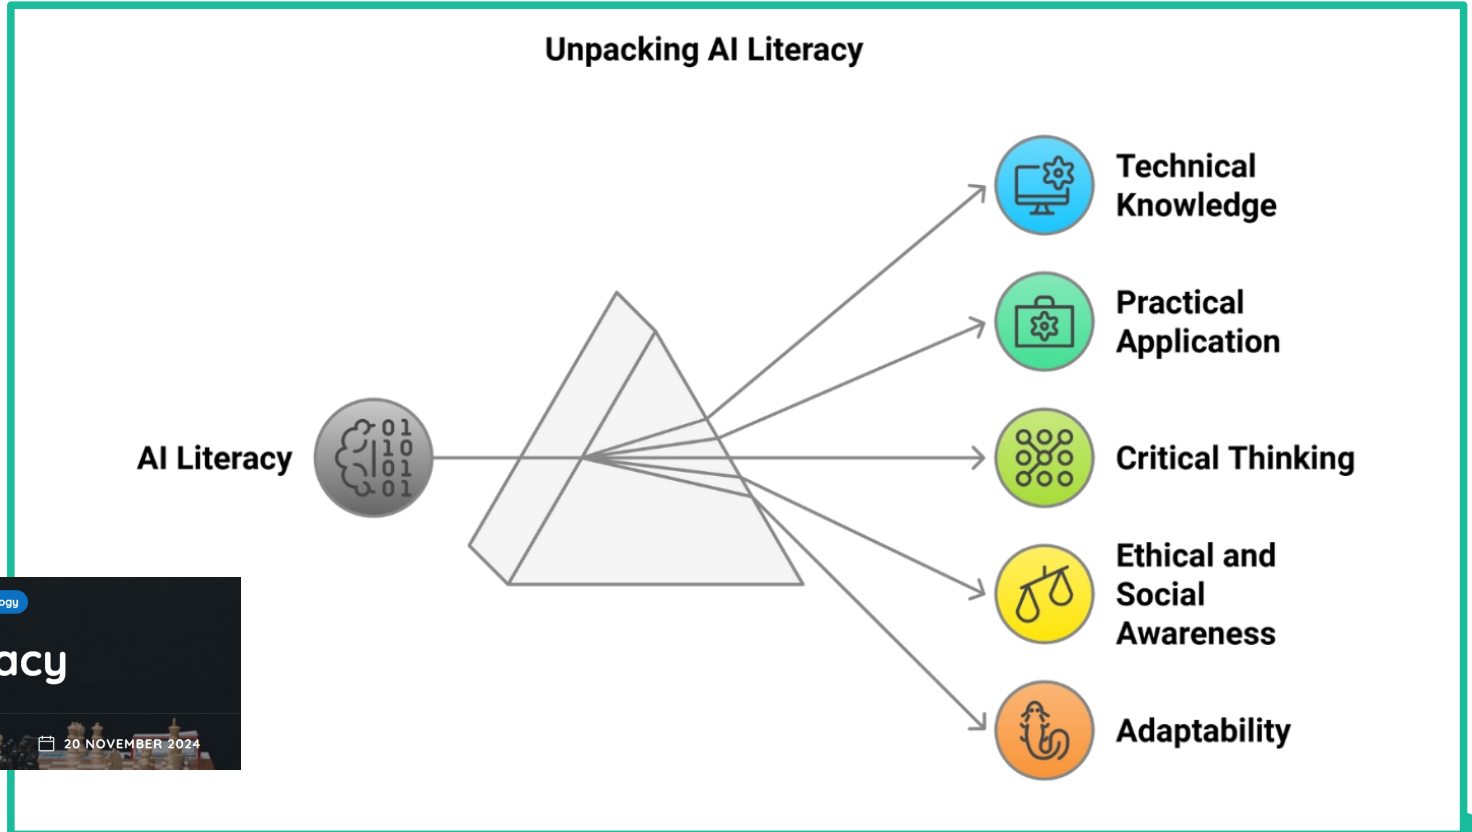 Unpacking AI Literacy
Technical
Knowledge
Practical
Application
AI Literacy
01
10
01
01
Critical Thinking
Ethical and
Social
Awareness
Adaptability
ogy
acy
20 NOVEMBER 2024